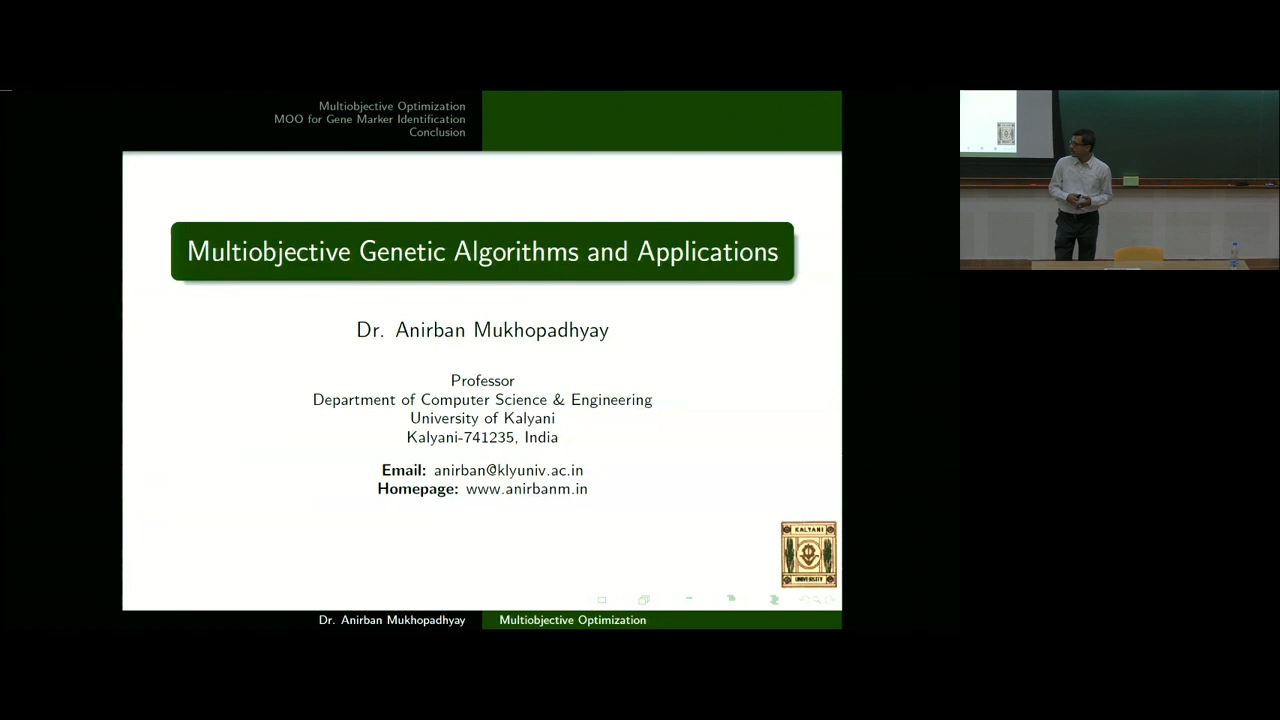 Multiobjective Optimization
MOO for Gene Marker Identification
Conclusion
Multiobjective Genetic Algorithms and Applications
Dr. Anirban Mukhopadhyay
Professor
Department of Computer Science & Engineering
University of Kalyani
Kalyani-741235, India
Email: anirban@klyuniv.ac.in
Homepage: www.anirbanm.in
KALYANI
UNIVERSITY
Dr. Anirban Mukhopadhyay
Multiobjective Optimization